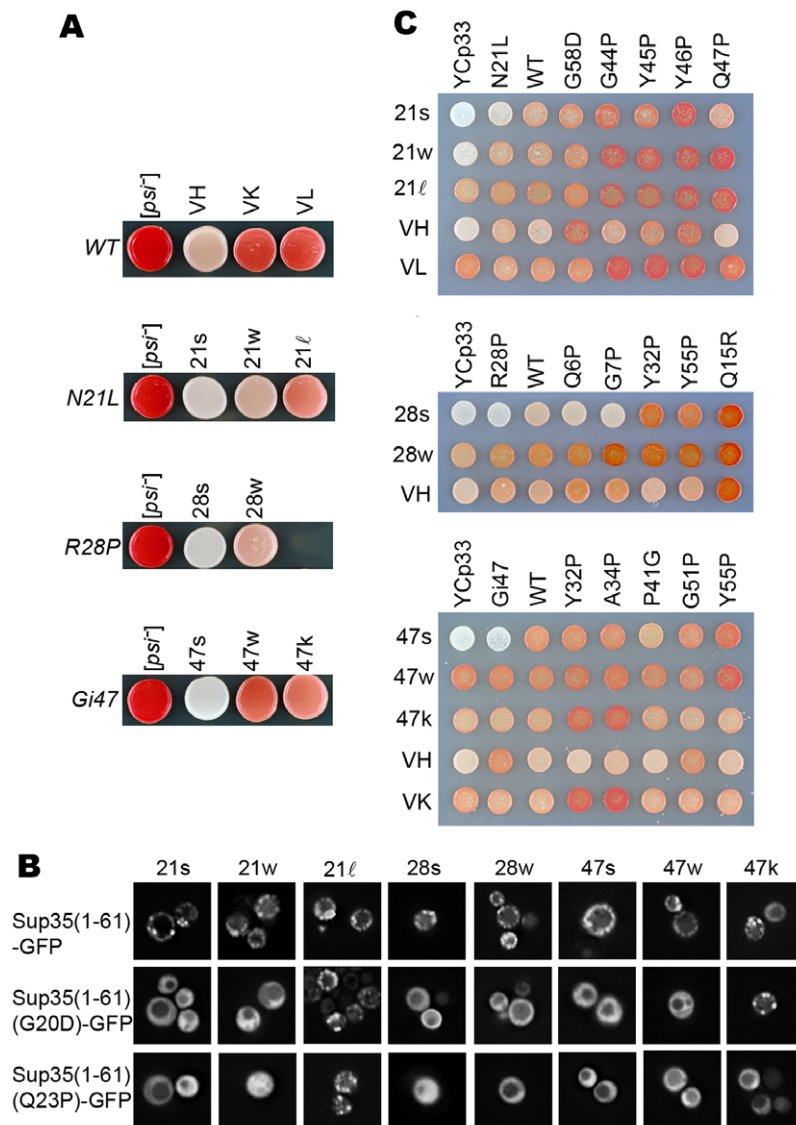 A
[psi-] VH VK VL
WT
[psi-] 21s 21w 21ℓ
N21L
[psi-] 28s 28w
R28P
[psi-] 47s 47w 47k
Gi47
C
YCp33 N21L WT G58D G44P Y45P Y46P Q47P
21s
21w
21ℓ
VH
VL
YCp33 R28P WT Q6P G7P Y32P Y55P Q15R
28s
28w
VH
YCp33 Gi47 WT Y32P A34P P41G G51P Y55P
47s
47w
47k
VH
VK
B
21s 21w 21ℓ 28s 28w 47s 47w 47k
Sup35(1-61)
-GFP
Sup35(1-61)
(G20D)-GFP
Sup35(1-61)
(Q23P)-GFP